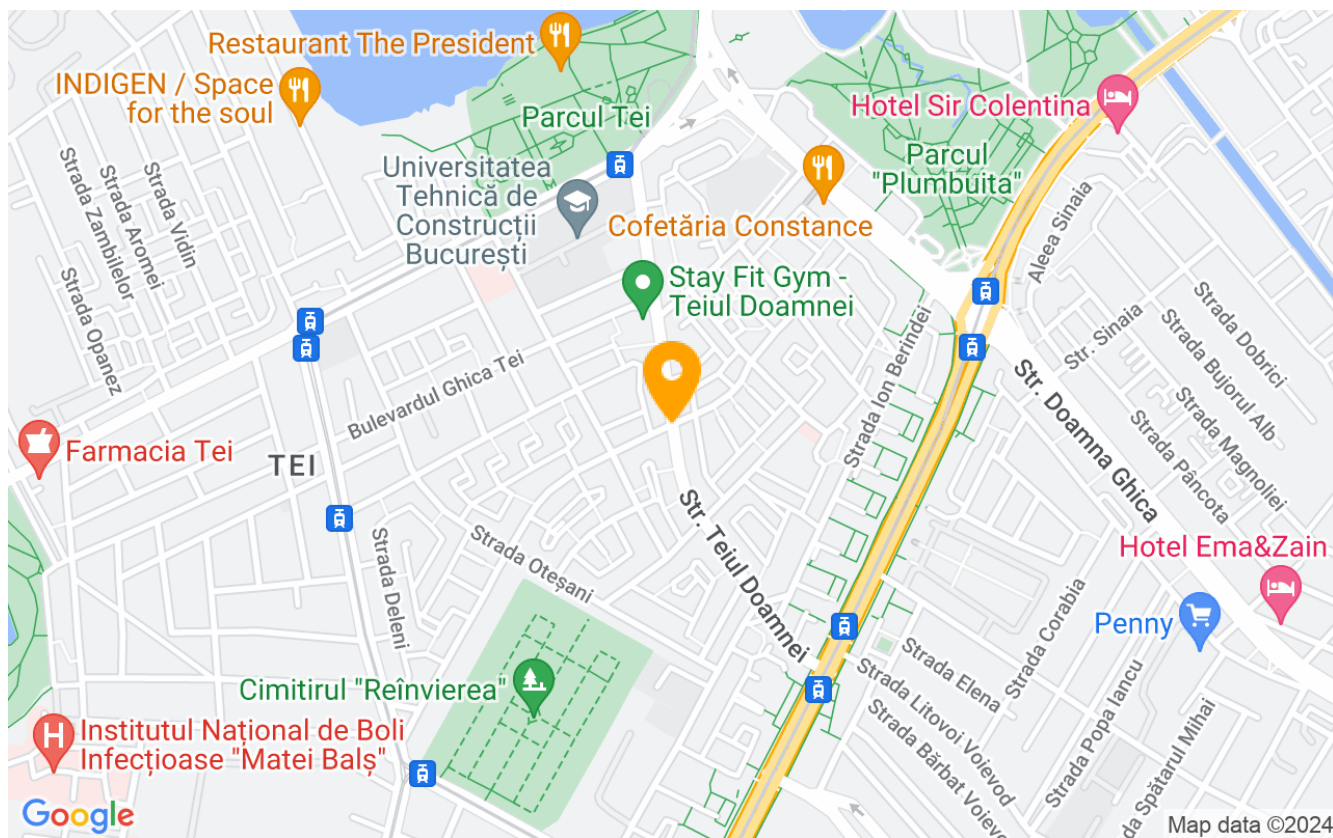 Restaurant The President
INDIGEN / Space
for the soul
Parcul Tei
Hotel Sir Colentina
Parcul
"Plumbuita"
Universitatea
Tehnică de
Construcții
București
Cofetăria Constance
Strada Vidin
Strada Aromei
Strada Zambilelor
Strada Opanez
Stay Fit Gym -
Teiul Doamnei
Aleea Sinaia
Strada Dobrici
Str. Sinaia
Strada Bujorul Alb
Strada Magnoliei
Strada Ion Berindei
Bulevardul Ghica Tei
Str. Doamna Ghica
Strada Pâncota
Farmacia Tei
TEI
Str. Teiul Doamnei
Strada Oteșani
Strada Deleni
Hotel Ema&Zain
Penny
Strada Corabia
Strada Elena
Strada Popa Iancu
Strada Litovoi Voievod
Strada Bărbat Voievo
da Spătarul Mihai
Cimitirul "Reînvierea"
H
Institutul Național de Boli
Infecțioase "Matei Balș"
Google
Map data ©2024